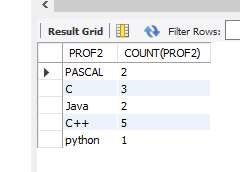 Result Grid Filter Rows:
PROF2 COUNT(PROF2)
PASCAL 2
C 3
Java 2
C++ 5
python 1